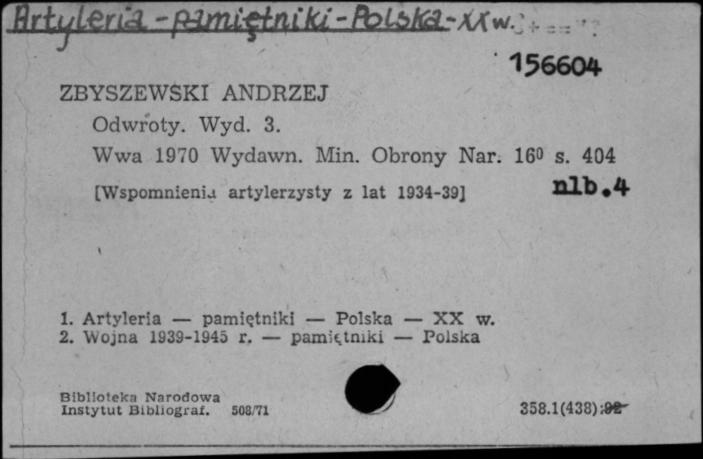 Artyleria - pamiętniki - Polska - XX w.
156604
ZBYSZEWSKI ANDRZEJ
Odwroty. Wyd. 3.
Wwa 1970 Wydawn. Min. Obrony Nar. 16⁰ s. 404
nlb.4
[Wspomnienia artylerzysty z lat 1934-39]
1. Artyleria — pamiętniki — Polska — XX w.
2. Wojna 1939-1945 r. — pamiętniki — Polska
Biblioteka Narodowa
Instytut Bibliograf. 508/71
358.1(438):92